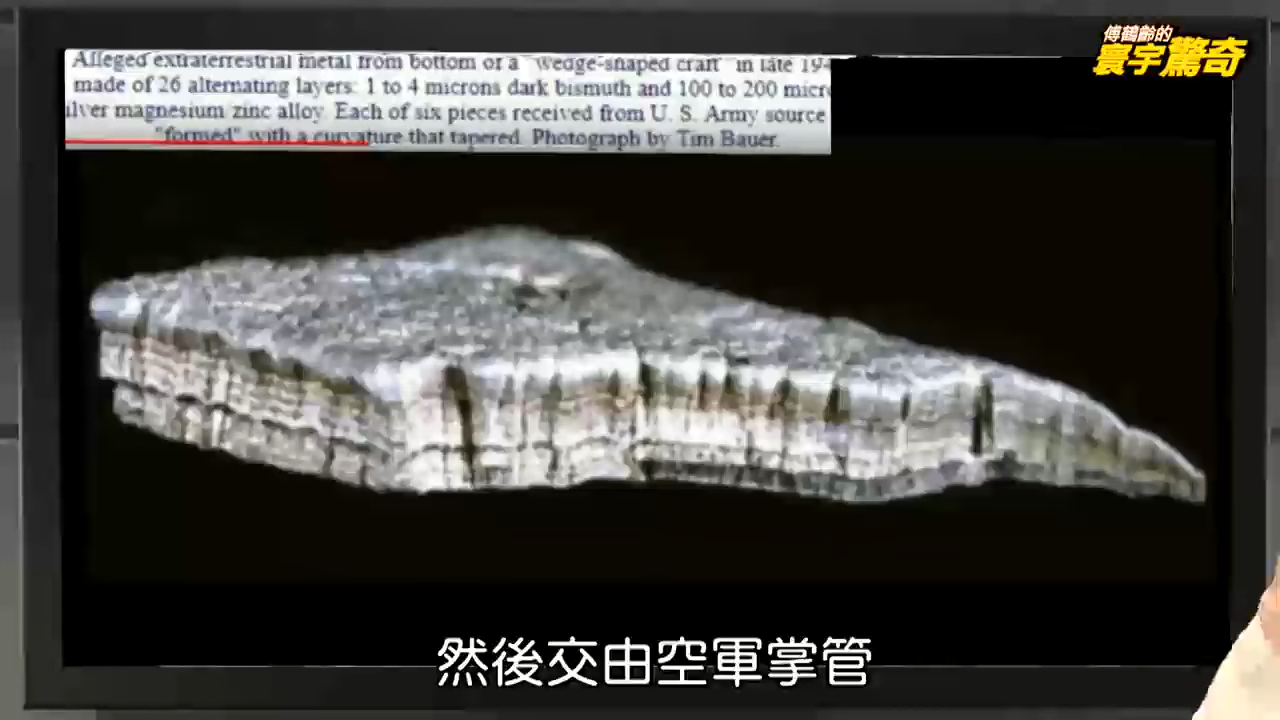 Alleged extraterrestrial metal from bottom of a "wedge-shaped craft" in late 194
made of 26 alternating layers: 1 to 4 microns dark bismuth and 100 to 200 micr
ilver magnesium zinc alloy. Each of six pieces received from U. S. Army source
"formed" with a curvature that tapered. Photograph by Tim Bauer.
傅鶴齡的
寰宇驚奇
然後交由空軍掌管